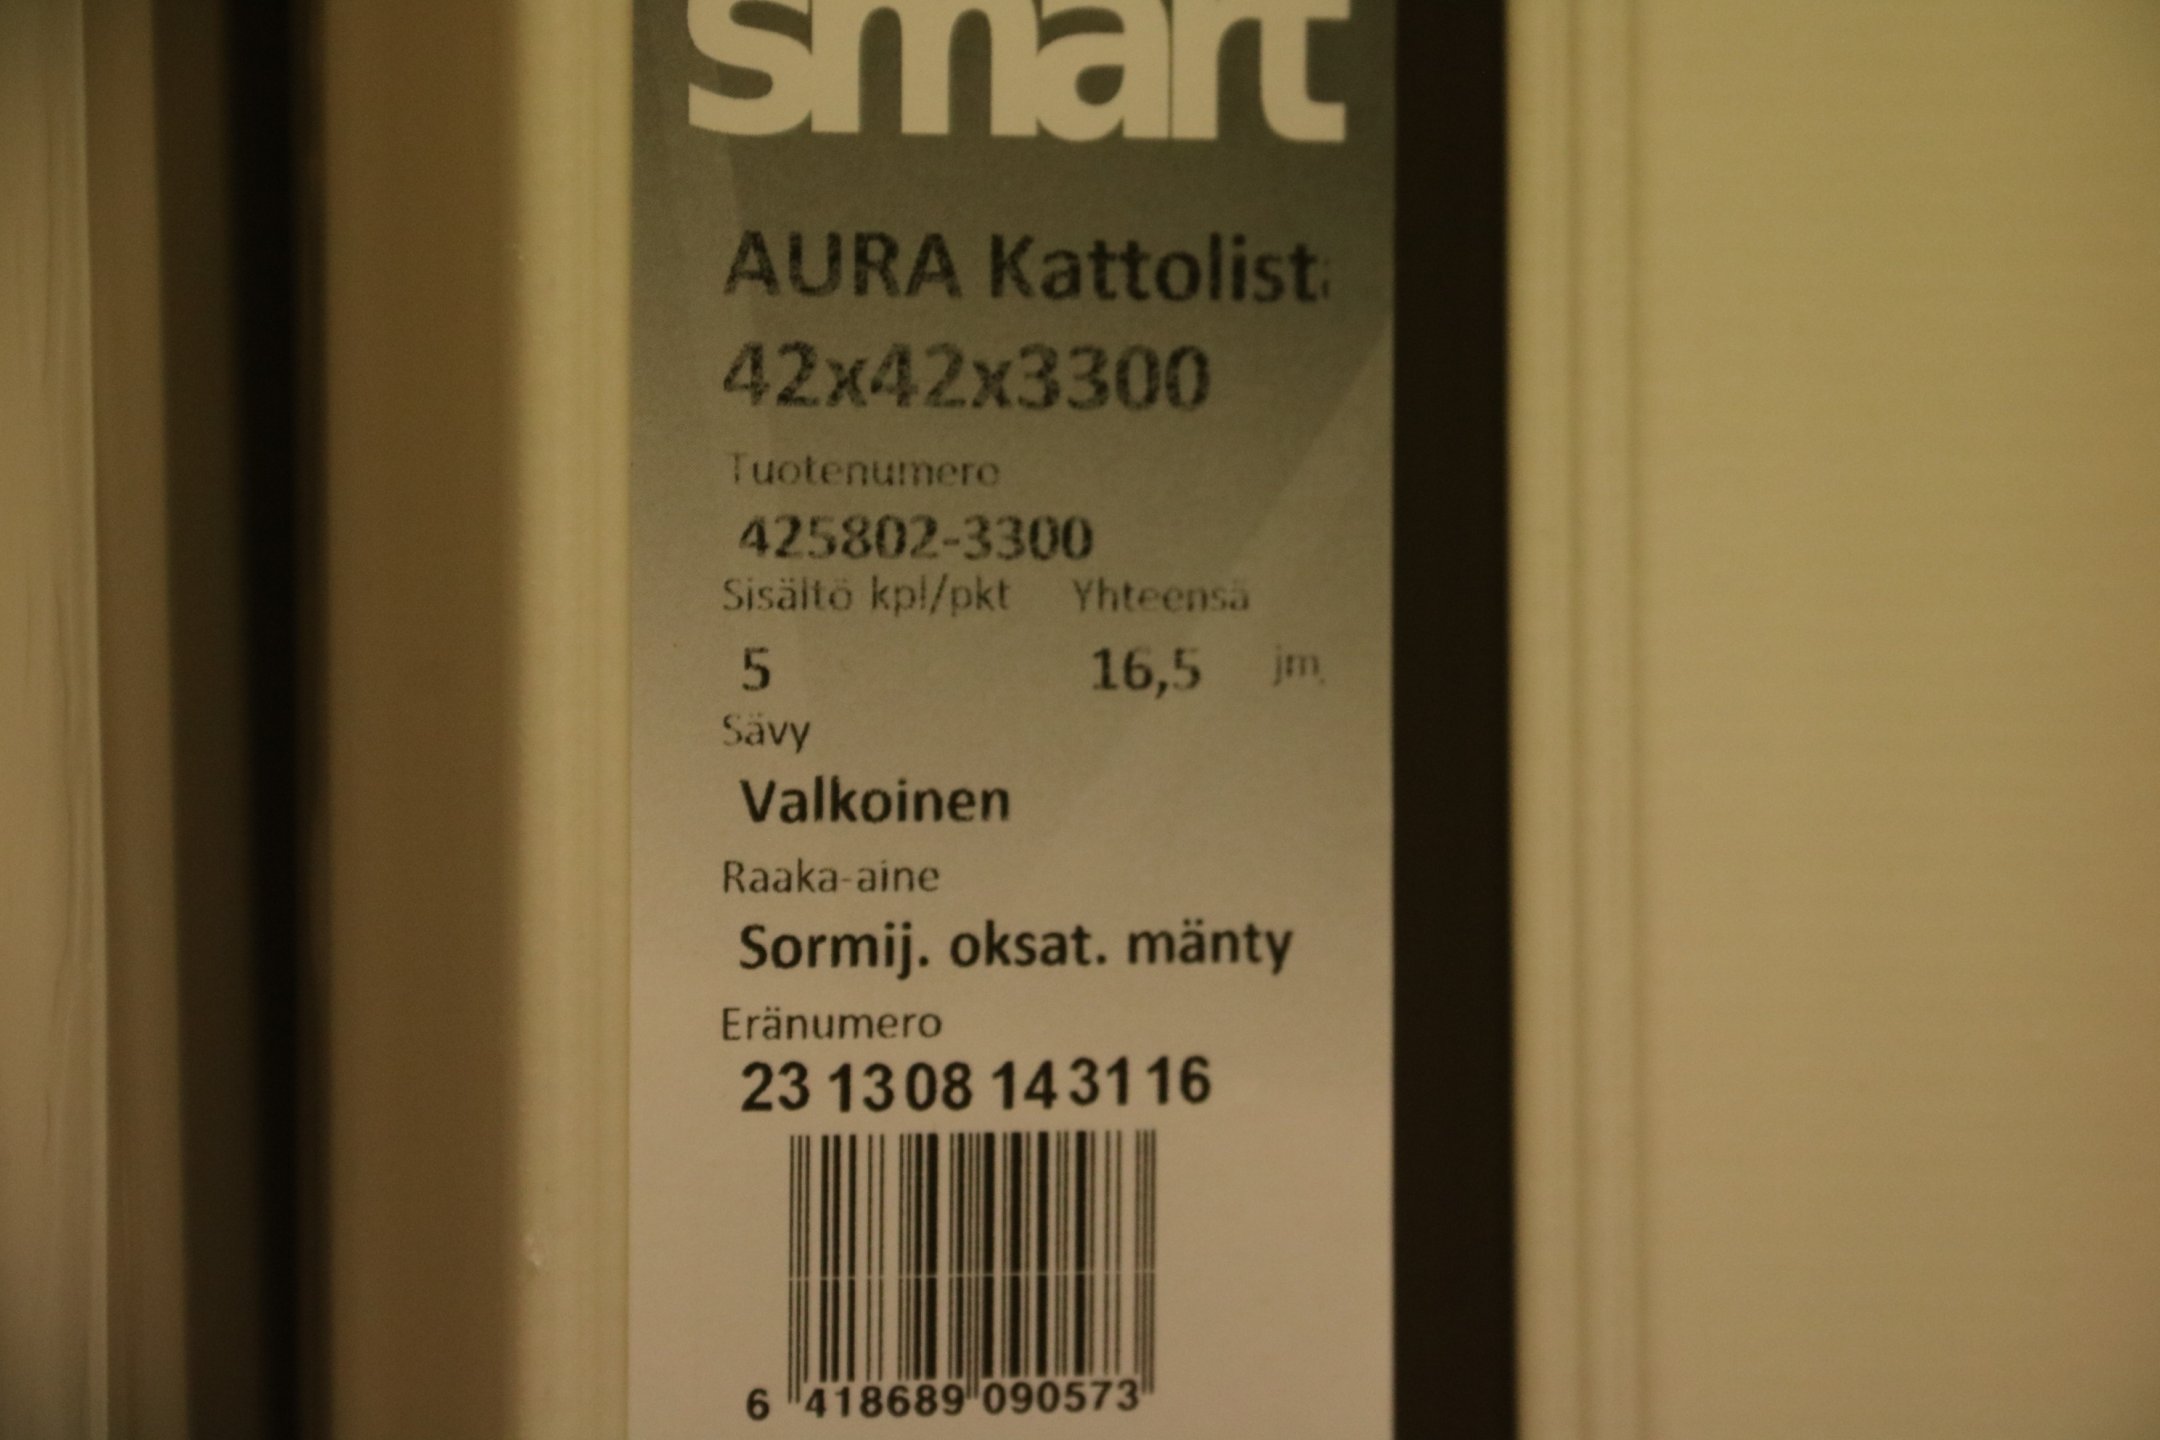 smart
AURA Kattolista
42x42x3300
Tuotenumero
425802-3300
Sisältö kpl/pkt Yhteensä
5 16,5 jm
Sävy
Valkoinen
Raaka-aine
Sormij. oksat. mänty
Eränumero
23 13 08 14 31 16
6 418689 090573